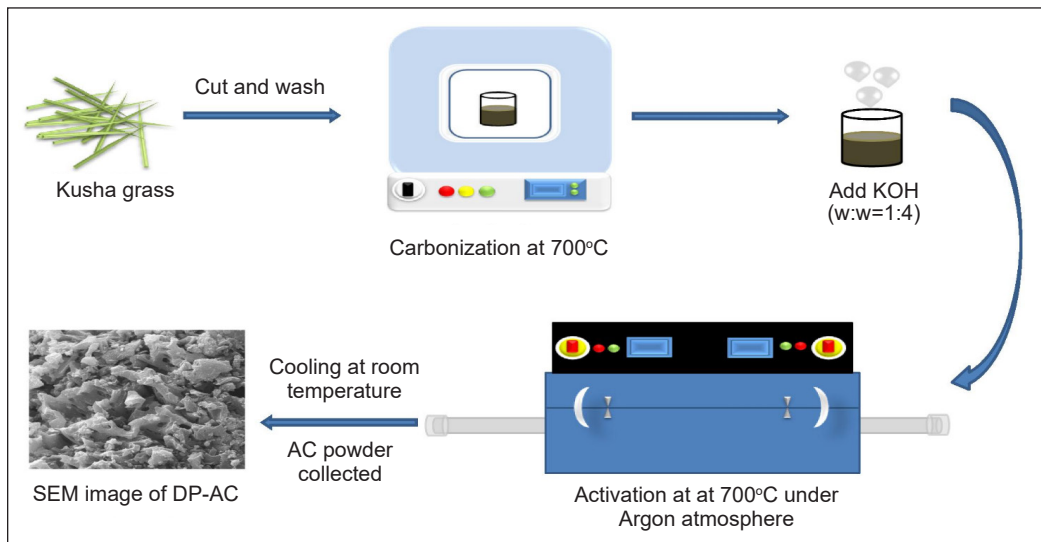 Kusha grass
Cut and wash
Carbonization at 700°C
Add KOH
(w:w=1:4)
Activation at at 700°C under
Argon atmosphere
Cooling at room
temperature
AC powder
collected
SEM image of DP-AC